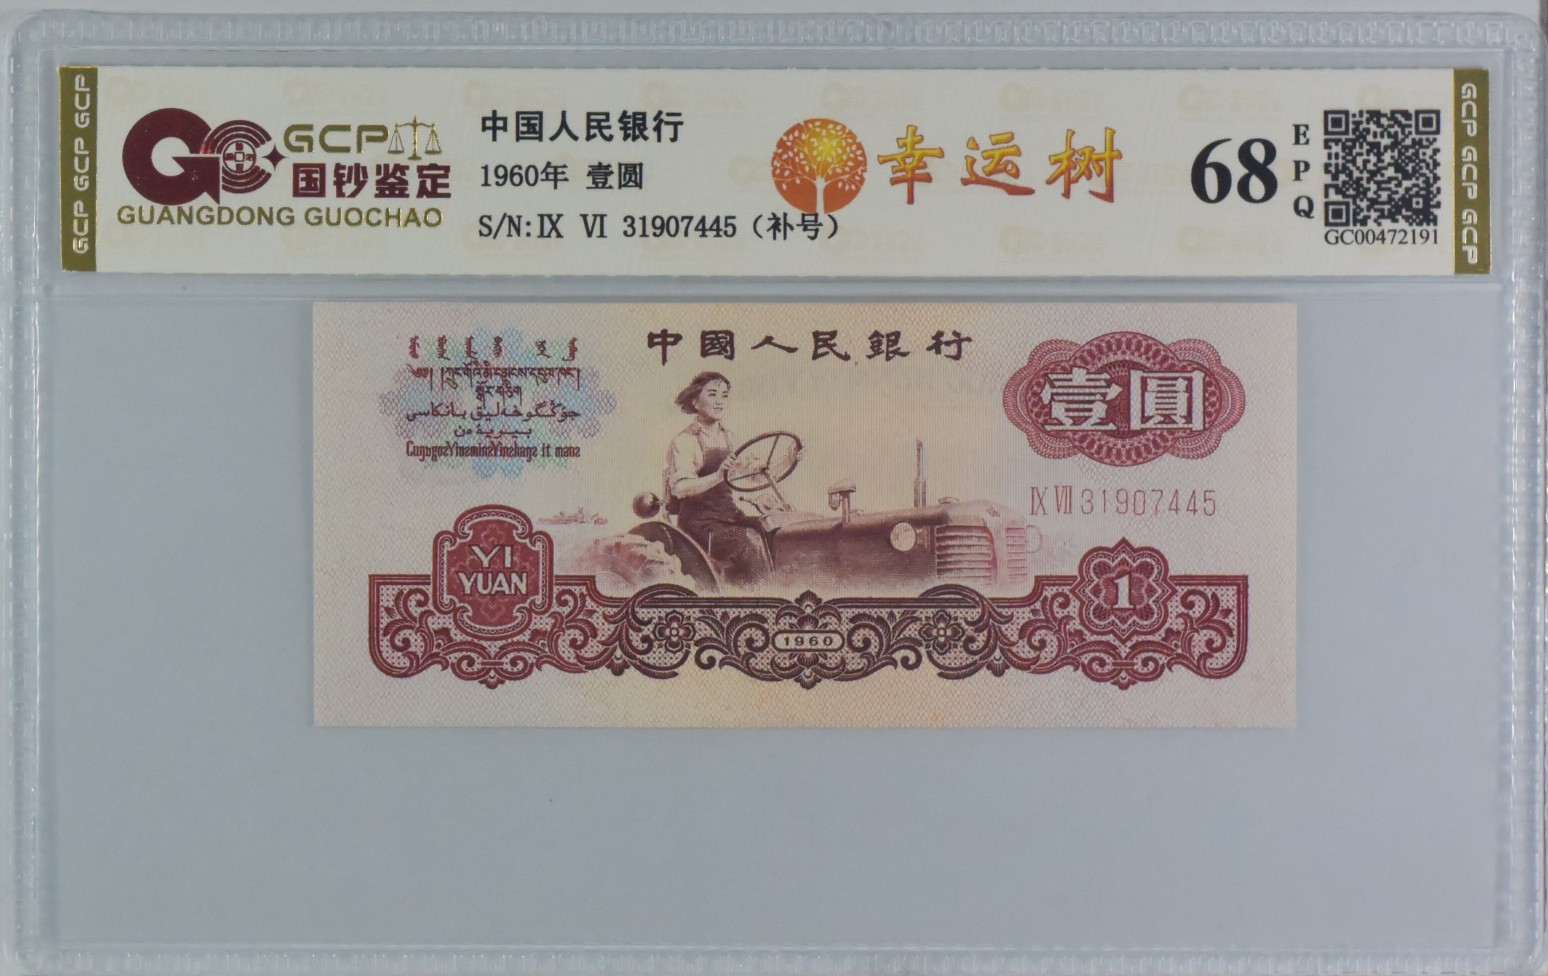 GCP GCP GCP
GCP
国钞鉴定
GUANGDONG GUOCHAO
中国人民银行
1960年 壹圆
S/N: IX VI 31907445（补号）
幸运树
68
EPQ
GC00472191
GCP GCP GCP
中國人民銀行
壹圓
IX VII 31907445
YI
YUAN
1960
1